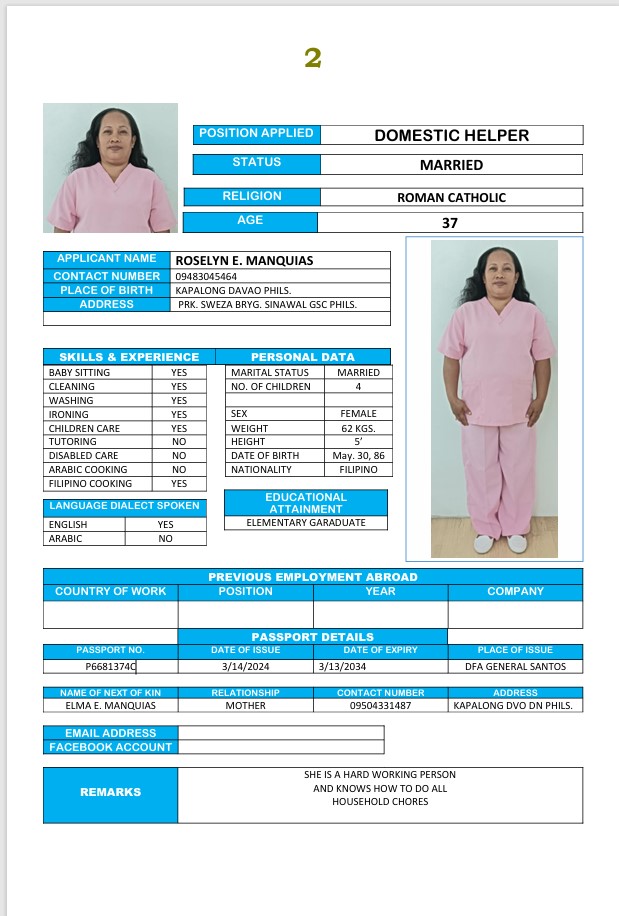 2
POSITION APPLIED DOMESTIC HELPER
STATUS MARRIED
RELIGION ROMAN CATHOLIC
AGE 37
APPLICANT NAME ROSELYN E. MANQUIAS
CONTACT NUMBER 09483045464
PLACE OF BIRTH KAPALONG DAVAO PHILS.
ADDRESS PRK. SWEZA BRYG. SINAWAL GSC PHILS.
SKILLS & EXPERIENCE
BABY SITTING YES
CLEANING YES
WASHING YES
IRONING YES
CHILDREN CARE YES
TUTORING NO
DISABLED CARE NO
ARABIC COOKING NO
FILIPINO COOKING YES
LANGUAGE DIALECT SPOKEN
ENGLISH YES
ARABIC NO
PERSONAL DATA
MARITAL STATUS MARRIED
NO. OF CHILDREN 4
SEX FEMALE
WEIGHT 62 KGS.
HEIGHT 5’
DATE OF BIRTH May. 30, 86
NATIONALITY FILIPINO
EDUCATIONAL
ATTAINMENT
ELEMENTARY GARADUATE
PREVIOUS EMPLOYMENT ABROAD
COUNTRY OF WORK POSITION YEAR COMPANY
PASSPORT DETAILS
PASSPORT NO. DATE OF ISSUE DATE OF EXPIRY PLACE OF ISSUE
P6681374C 3/14/2024 3/13/2034 DFA GENERAL SANTOS
NAME OF NEXT OF KIN RELATIONSHIP CONTACT NUMBER ADDRESS
ELMA E. MANQUIAS MOTHER 09504331487 KAPALONG DVO DN PHILS.
EMAIL ADDRESS
FACEBOOK ACCOUNT
REMARKS
SHE IS A HARD WORKING PERSON
AND KNOWS HOW TO DO ALL
HOUSEHOLD CHORES